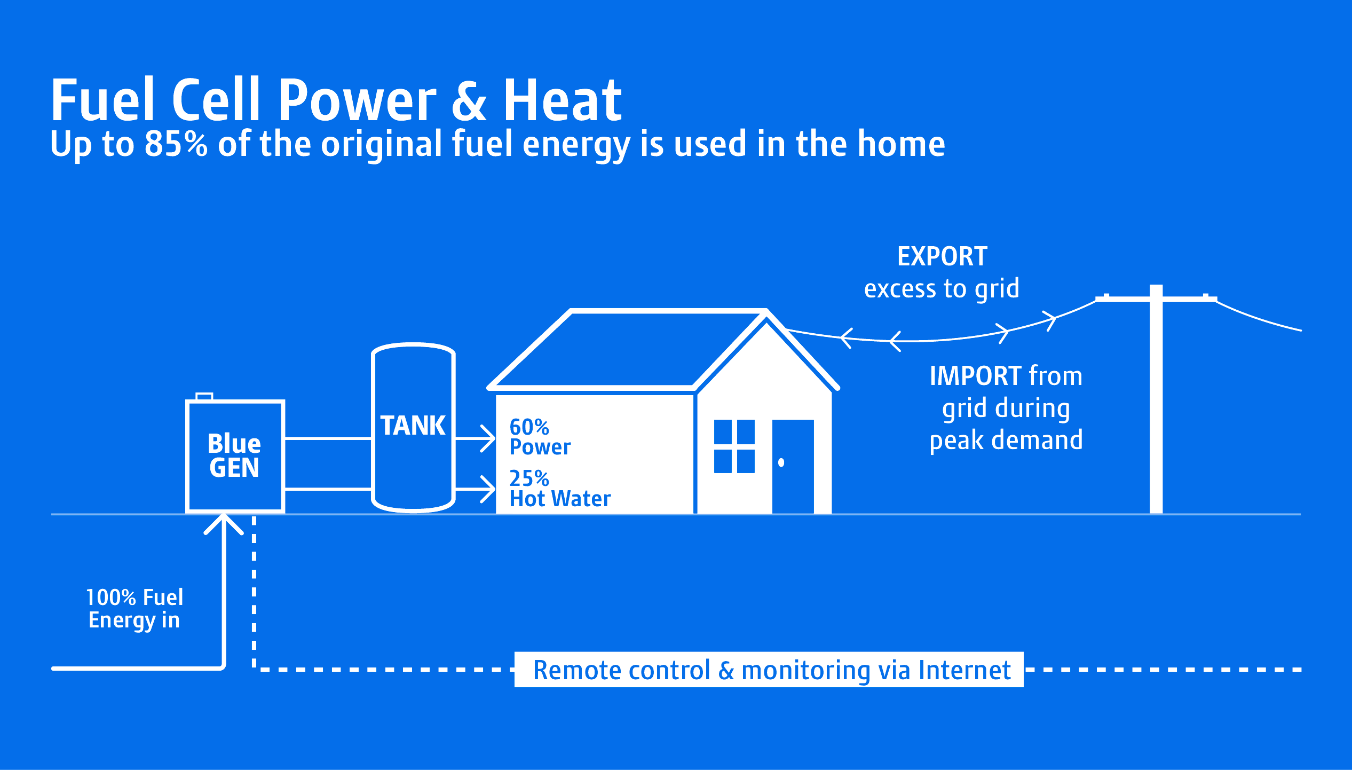 Fuel Cell Power & Heat
Up to 85% of the original fuel energy is used in the home
EXPORT
excess to grid
IMPORT from
grid during
peak demand
Blue
GEN
TANK
60%
Power
25%
Hot Water
100% Fuel
Energy in
Remote control & monitoring via Internet